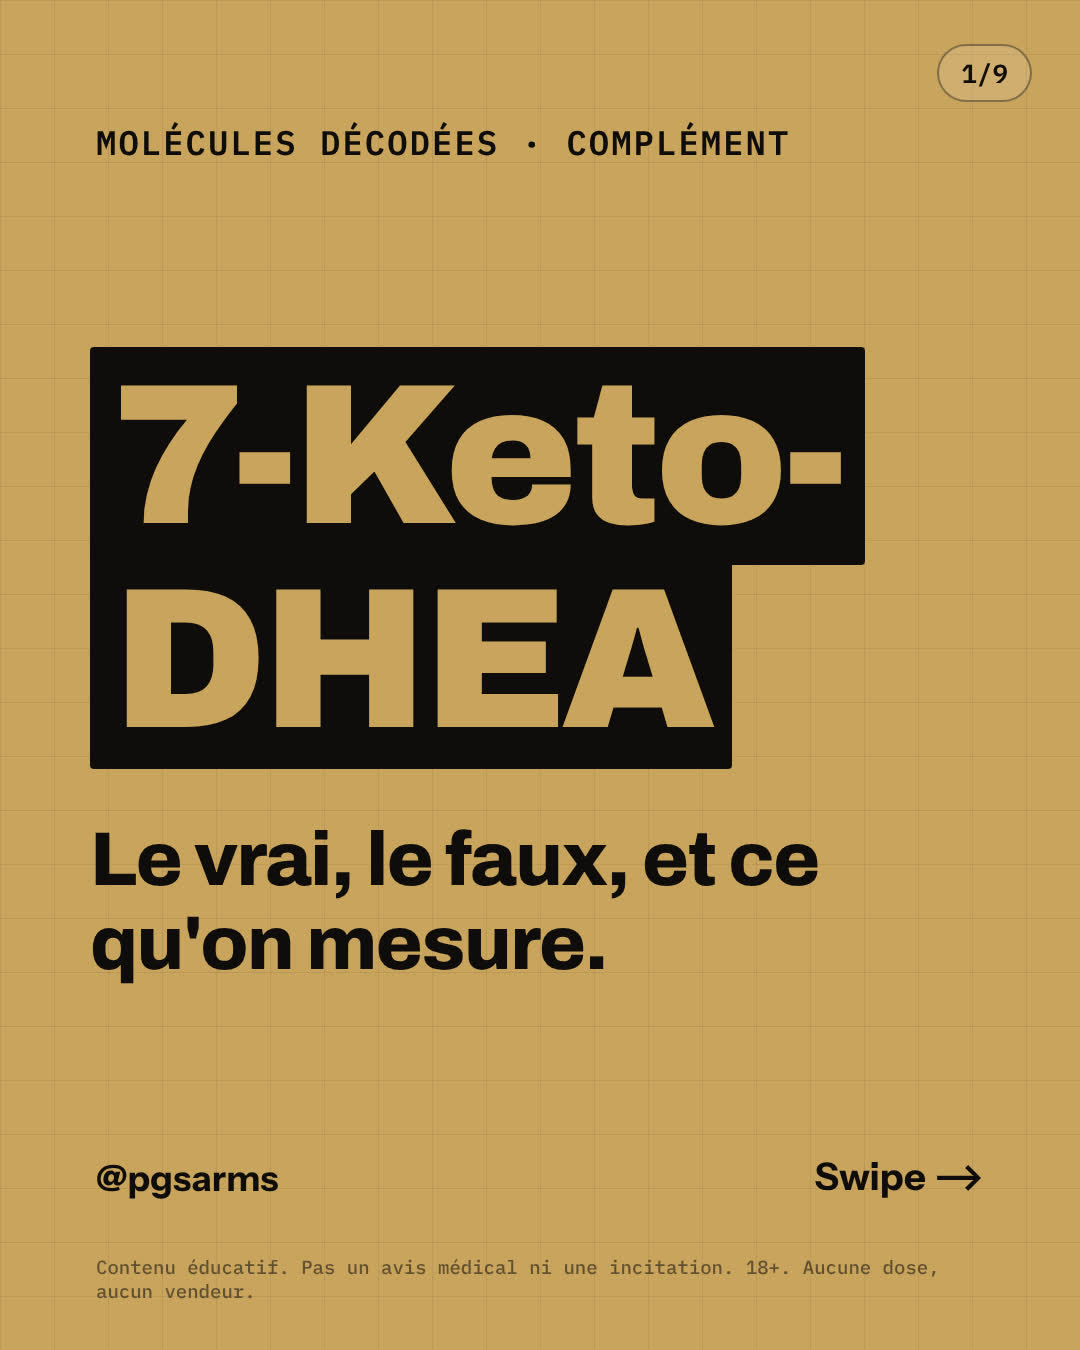 1/9
MOLÉCULES DÉCODÉES · COMPLÉMENT
7-Keto-
DHEA
Le vrai, le faux, et ce
qu'on mesure.
@pgsarms
Swipe →
Contenu éducatif. Pas un avis médical ni une incitation. 18+. Aucune dose,
aucun vendeur.